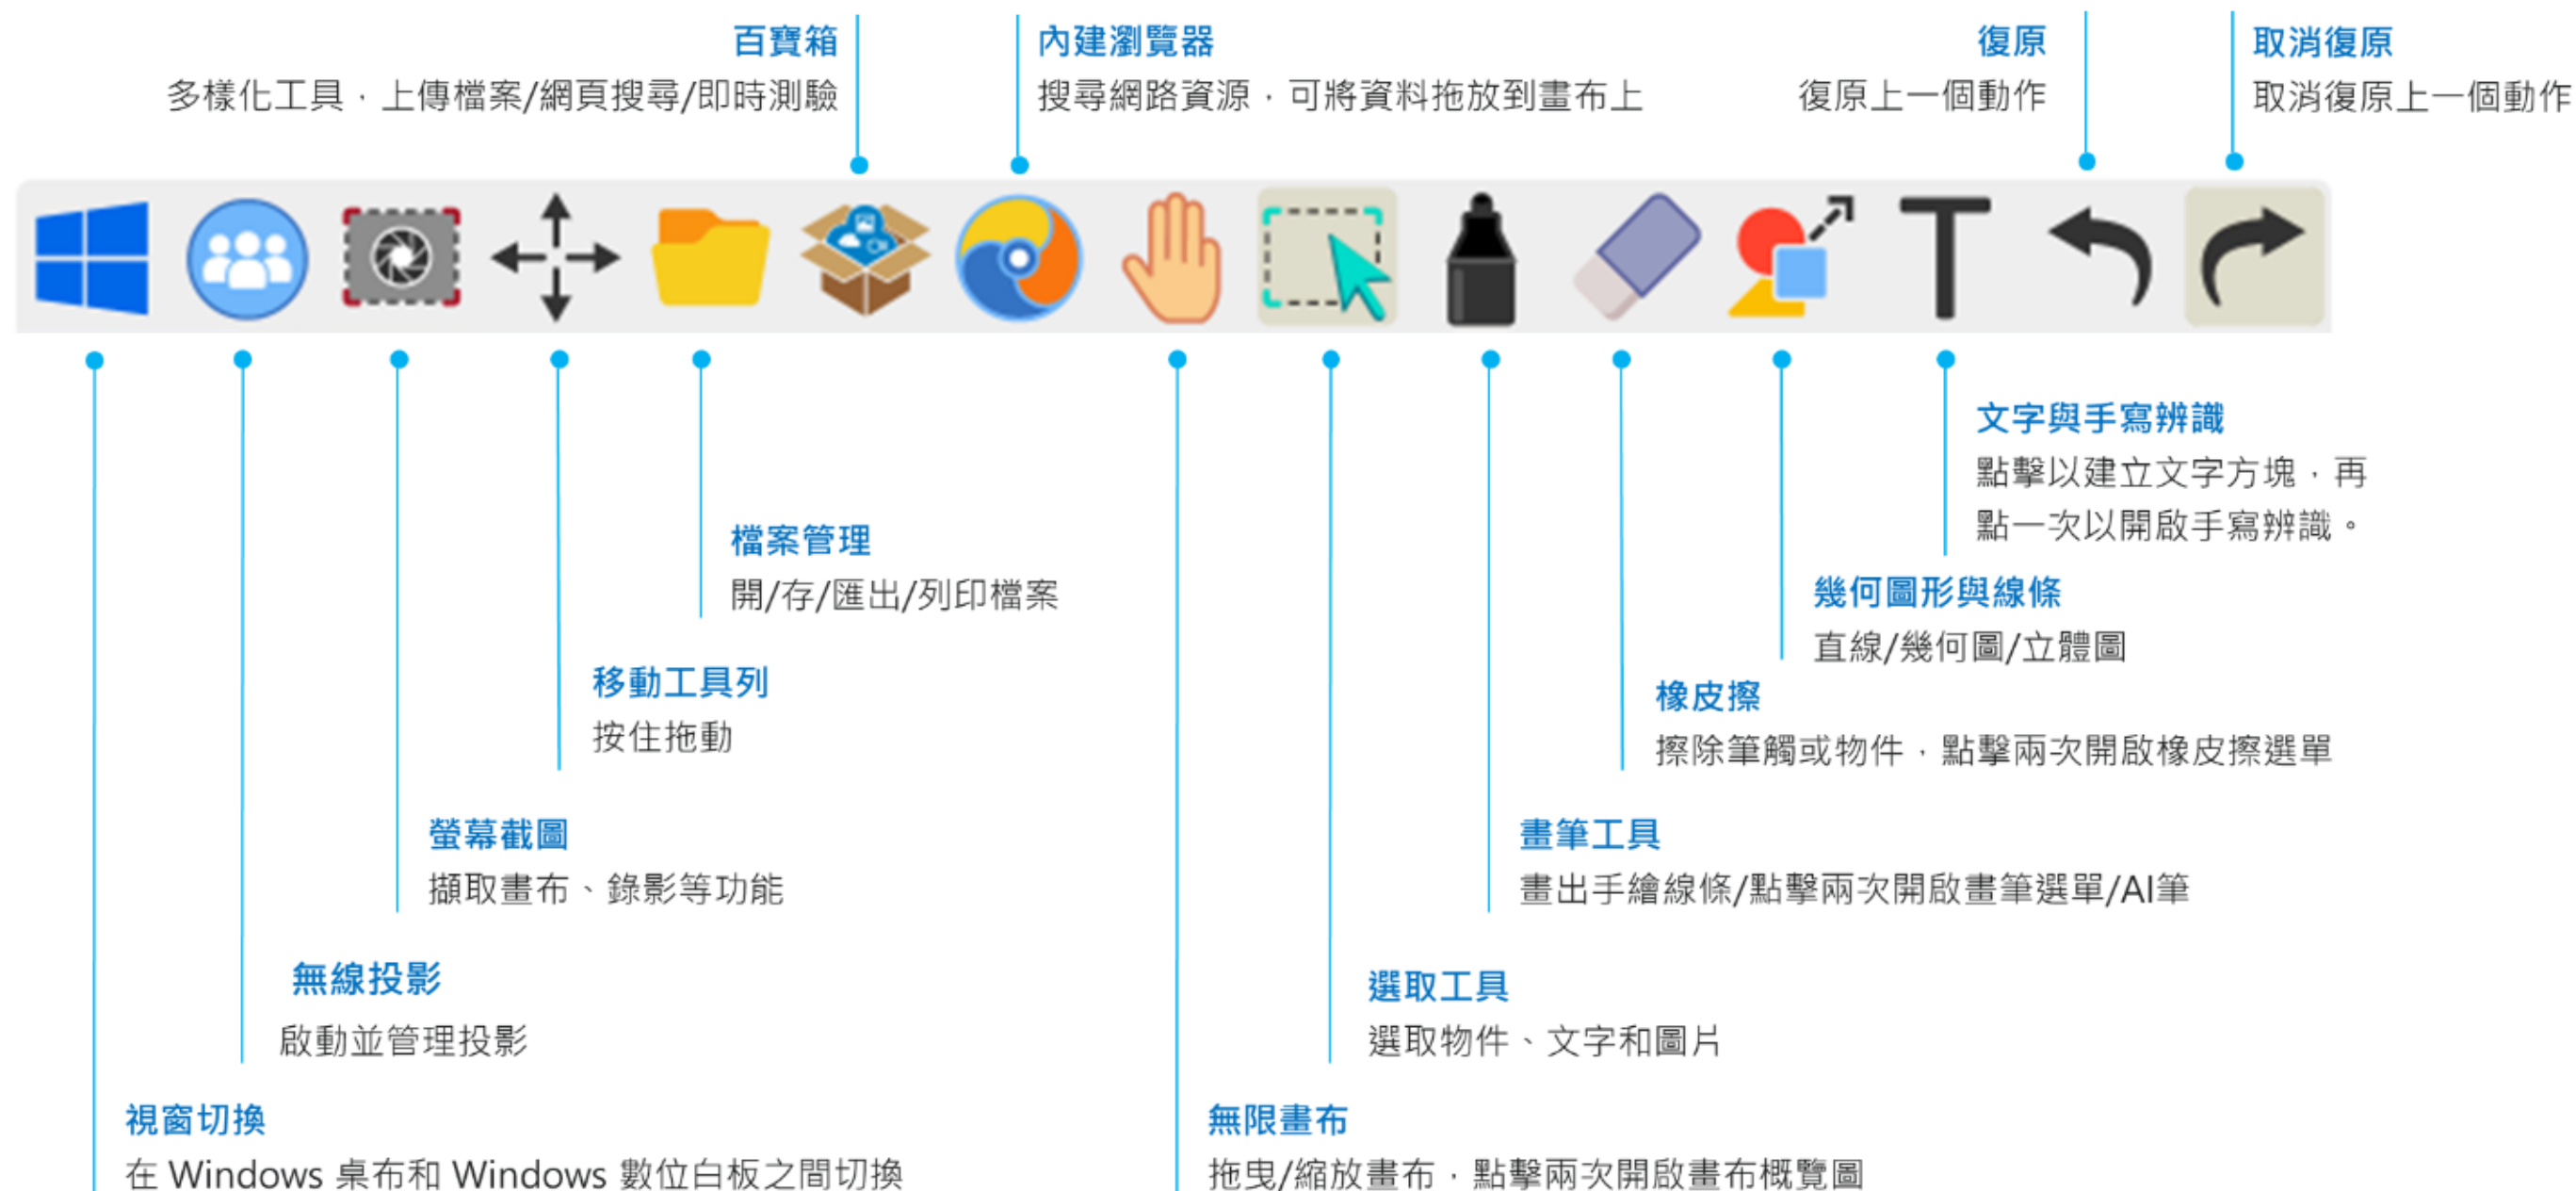 百寶箱
多樣化工具，上傳檔案/網頁搜尋/即時測驗
內建瀏覽器
搜尋網路資源，可將資料拖放到畫布上
復原
復原上一個動作
取消復原
取消復原上一個動作
文字與手寫辨識
點擊以建立文字方塊，再
點一次以開啟手寫辨識。
檔案管理
開/存/匯出/列印檔案
幾何圖形與線條
直線/幾何圖/立體圖
移動工具列
按住拖動
橡皮擦
擦除筆觸或物件，點擊兩次開啟橡皮擦選單
螢幕截圖
擷取畫布、錄影等功能
畫筆工具
畫出手繪線條/點擊兩次開啟畫筆選單/AI筆
無線投影
啟動並管理投影
選取工具
選取物件、文字和圖片
視窗切換
在 Windows 桌布和 Windows 數位白板之間切換
無限畫布
拖曳/縮放畫布，點擊兩次開啟畫布概覽圖